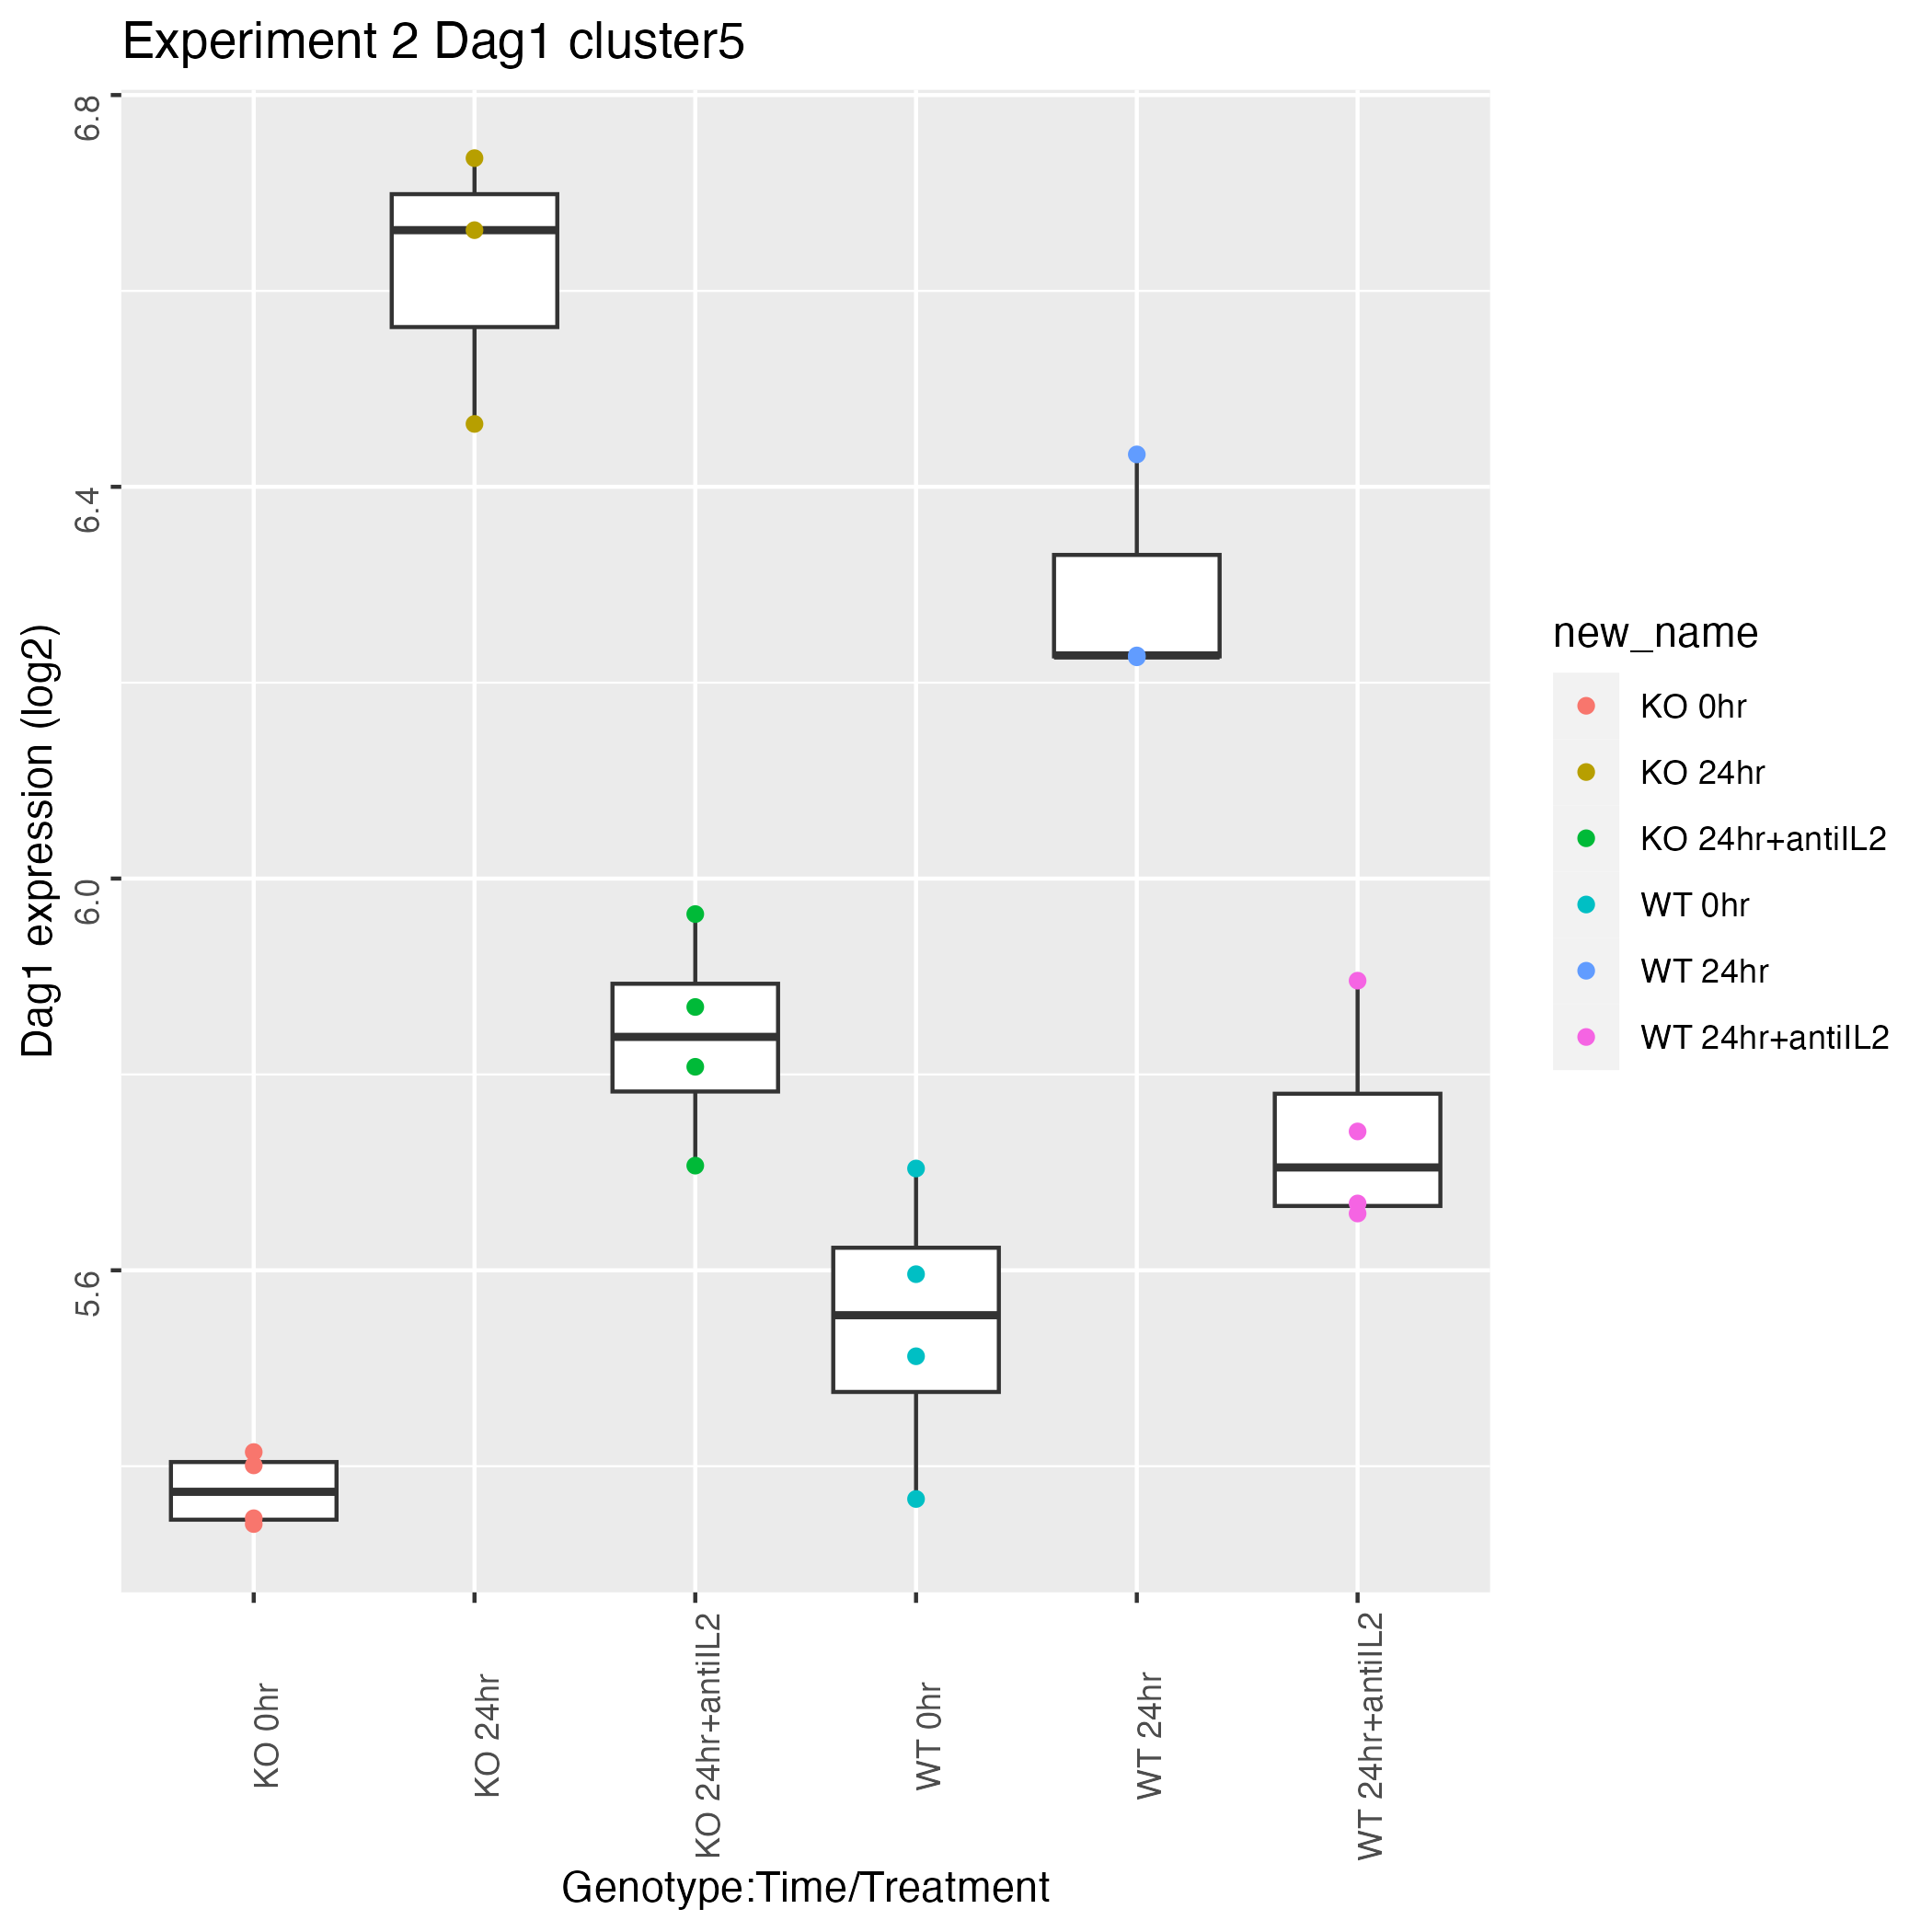 Experiment 2 Dag1 cluster5
Dag1 expression (log2)
6.8
6.4
6.0
5.6
KO 0hr
KO 24hr
KO 24hr+antiIL2
WT 0hr
WT 24hr
WT 24hr+antiIL2
Genotype:Time/Treatment
new_name
KO 0hr
KO 24hr
KO 24hr+antiIL2
WT 0hr
WT 24hr
WT 24hr+antiIL2